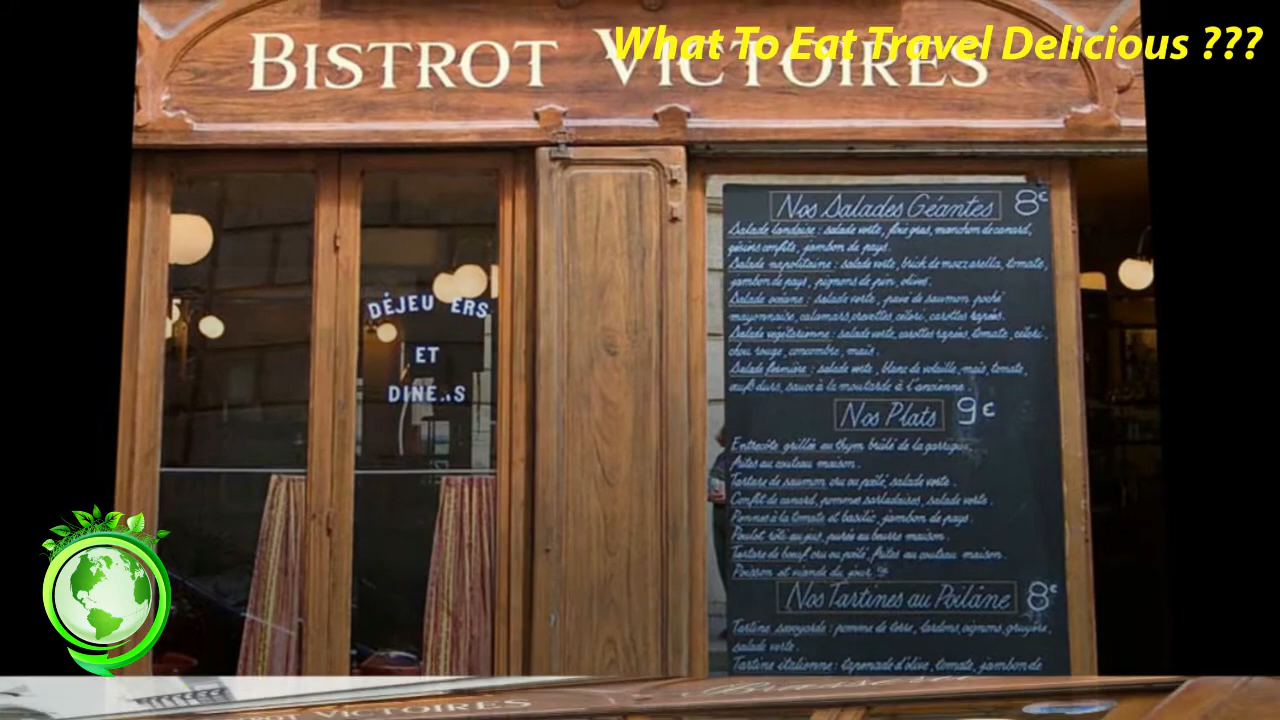 What To Eat Travel Delicious ???
BISTROT VICTOIRES
DÉJEU ERS
ET
DINE..S
Nos Salades Géantes 8€
Salade landaise : salade verte, foie gras, manchon de canard,
gésiers confits, jambon de pays.
Salade napolitaine : salade verte, brick de mozzarella, tomate,
jambon de pays, pignons de pin, olives.
Salade océane : salade verte, pavé de saumon poché
mayonnaise, calamars, crevettes, céleri, carottes rapées.
Salade végétarienne : salade verte, carottes rapées, tomate, céleri,
chou rouge, concombre, maïs.
Salade fermière : salade verte, blanc de volaille, maïs, tomate,
œufs durs, sauce à la moutarde à l'ancienne.
Nos Plats 9€
Entrecôte grillée au thym brûlé de la garrigue,
frites au couteau maison.
Tartare de saumon cru ou poêlé, salade verte.
Confit de canard, pommes sarladaises, salade verte.
à la tomate et basilic, jambon de pays.
Poulet rôti au jus, purée au beurre maison.
Tartare de bœuf cru ou poêlé, frites au couteau maison.
Poisson et viande du jour.
Nos Tartines au Poilâne 8€
Tartine savoyarde : pomme de terre, lardons, oignons, gruyère,
salade verte.
Tartine italienne : tapenade d'olive, tomate, jambon de
VICTOIRES